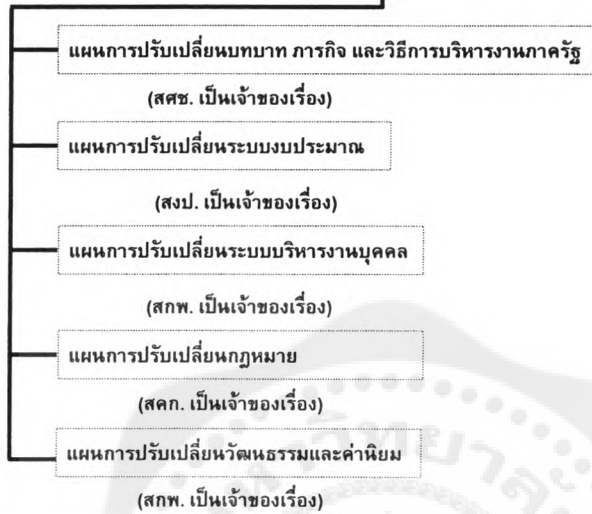 แผนการปรับเปลี่ยนบทบาท ภารกิจ และวิธีการบริหารงานภาครัฐ
(สศช. เป็นเจ้าของเรื่อง)
แผนการปรับเปลี่ยนระบบงบประมาณ
(สงป. เป็นเจ้าของเรื่อง)
แผนการปรับเปลี่ยนระบบบริหารงานบุคคล
(สกพ. เป็นเจ้าของเรื่อง)
แผนการปรับเปลี่ยนกฎหมาย
(สคก. เป็นเจ้าของเรื่อง)
แผนการปรับเปลี่ยนวัฒนธรรมและค่านิยม
(สกพ. เป็นเจ้าของเรื่อง)